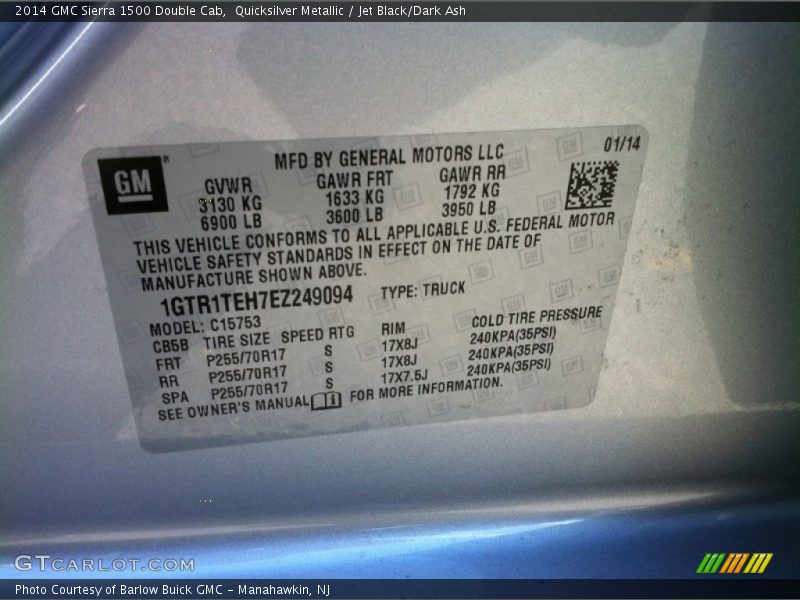 2014 GMC Sierra 1500 Double Cab,  Quicksilver Metallic / Jet Black/Dark Ash
MFD BY GENERAL MOTORS LLC 01/14
GM®
GVWR GAWR FRT GAWR RR
3130 KG 1633 KG 1792 KG
6900 LB 3600 LB 3950 LB
THIS VEHICLE CONFORMS TO ALL APPLICABLE U.S. FEDERAL MOTOR
VEHICLE SAFETY STANDARDS IN EFFECT ON THE DATE OF
MANUFACTURE SHOWN ABOVE.
1GTR1TEH7EZ249094 TYPE: TRUCK
MODEL: C15753
CB5B TIRE SIZE SPEED RTG RIM COLD TIRE PRESSURE
FRT P255/70R17 S 17X8J 240KPA(35PSI)
RR P255/70R17 S 17X8J 240KPA(35PSI)
SPA P255/70R17 S 17X7.5J 240KPA(35PSI)
SEE OWNER'S MANUAL FOR MORE INFORMATION.
GTCARLOT.COM
Photo Courtesy of Barlow Buick GMC - Manahawkin, NJ